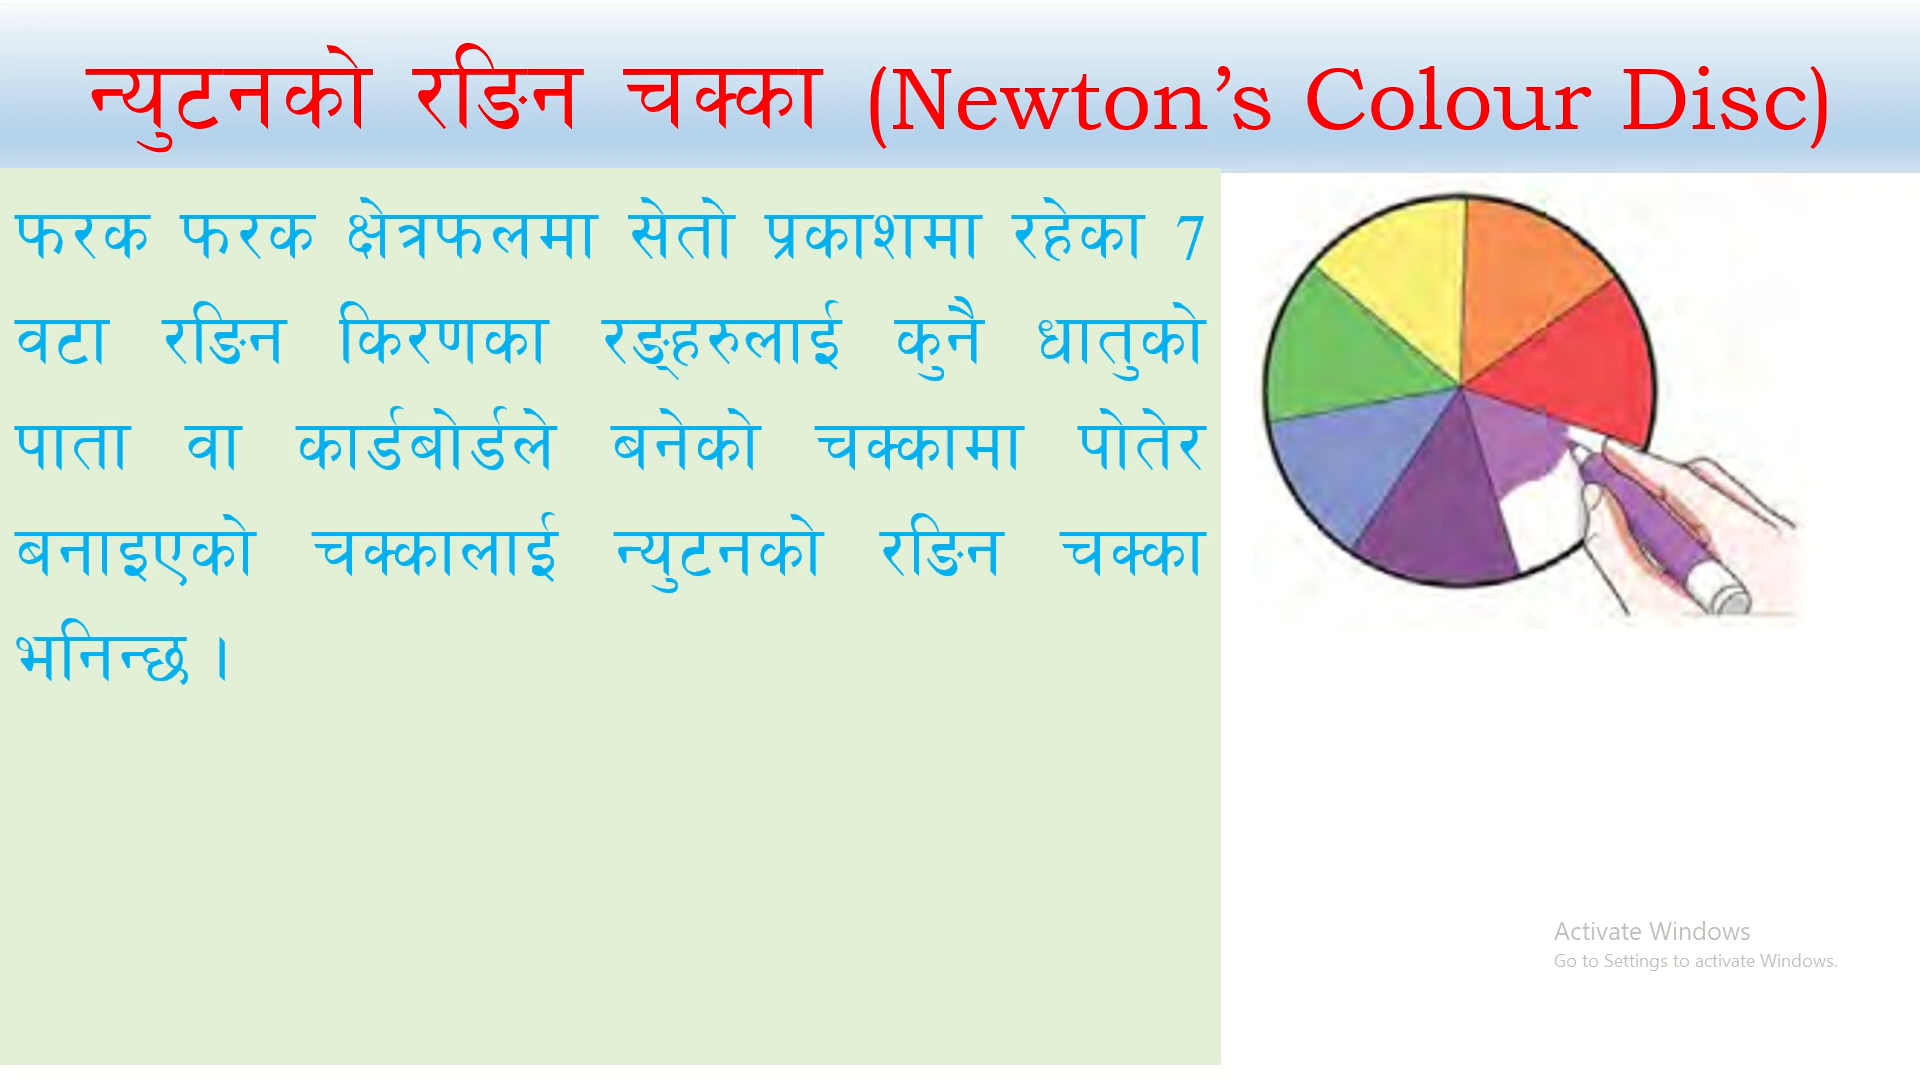 न्युटनको रङिन चक्का (Newton’s Colour Disc)
फरक फरक क्षेत्रफलमा सेतो प्रकाशमा रहेका 7
वटा रङिन किरणका रङ्हरुलाई कुनै धातुको
पाता वा कार्डबोर्डले बनेको चक्कामा पोतेर
बनाइएको चक्कालाई न्युटनको रङिन चक्का
भनिन्छ ।
Activate Windows
Go to Settings to activate Windows.